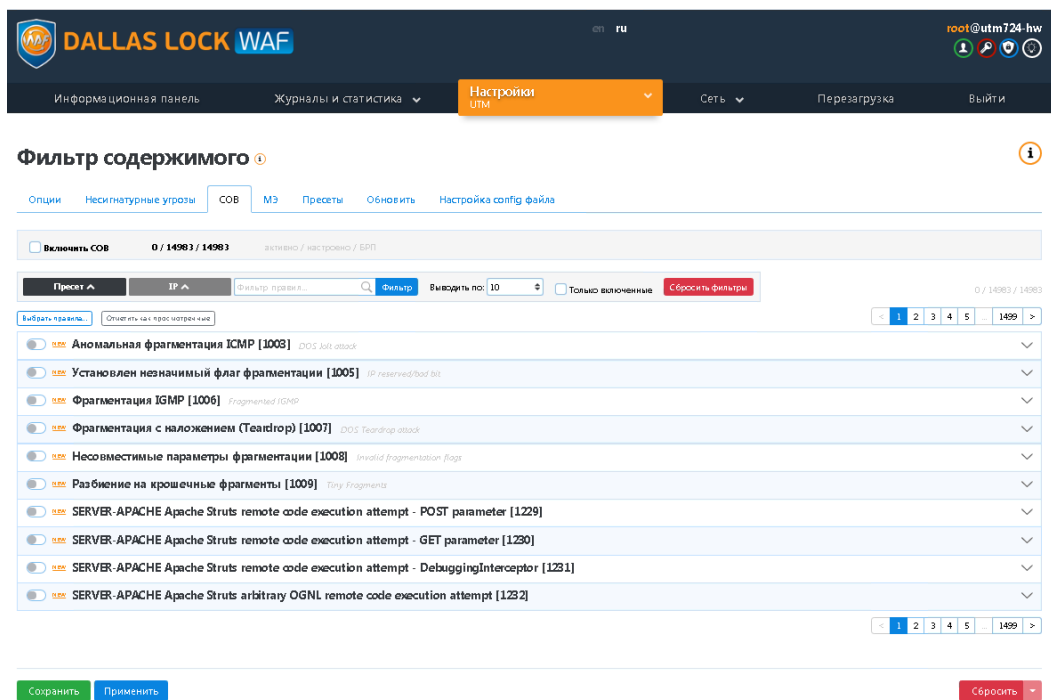 DALLAS LOCK WAF
en ru
root@utm724-hw
Информационная панель
Журналы и статистика
Настройки
UTM
Сеть
Перезагрузка
Выйти
Фильтр содержимого
Опции Несигнатурные угрозы СОВ МЭ Пресеты Обновить Настройка config файла
Включить СОВ 0 / 14983 / 14983 активно / настроено / БРП
Пресет IP Фильтр правил... Фильтр Выводить по: 10 Только включенные Сбросить фильтры 0 / 14983 / 14983
Выбрать правила... Отметить как просмотренные < 1 2 3 4 5 ... 1499 >
NEW Аномальная фрагментация ICMP [1003] DOS Jolt attack
NEW Установлен незначимый флаг фрагментации [1005] IP reserved/bad bit
NEW Фрагментация IGMP [1006] Fragmented IGMP
NEW Фрагментация с наложением (Teardrop) [1007] DOS Teardrop attack
NEW Несовместимые параметры фрагментации [1008] Invalid fragmentation flags
NEW Разбиение на крошечные фрагменты [1009] Tiny Fragments
NEW SERVER-APACHE Apache Struts remote code execution attempt - POST parameter [1229]
NEW SERVER-APACHE Apache Struts remote code execution attempt - GET parameter [1230]
NEW SERVER-APACHE Apache Struts remote code execution attempt - DebuggingInterceptor [1231]
NEW SERVER-APACHE Apache Struts arbitrary OGNL remote code execution attempt [1232]
< 1 2 3 4 5 ... 1499 >
Сохранить Применить Сбросить